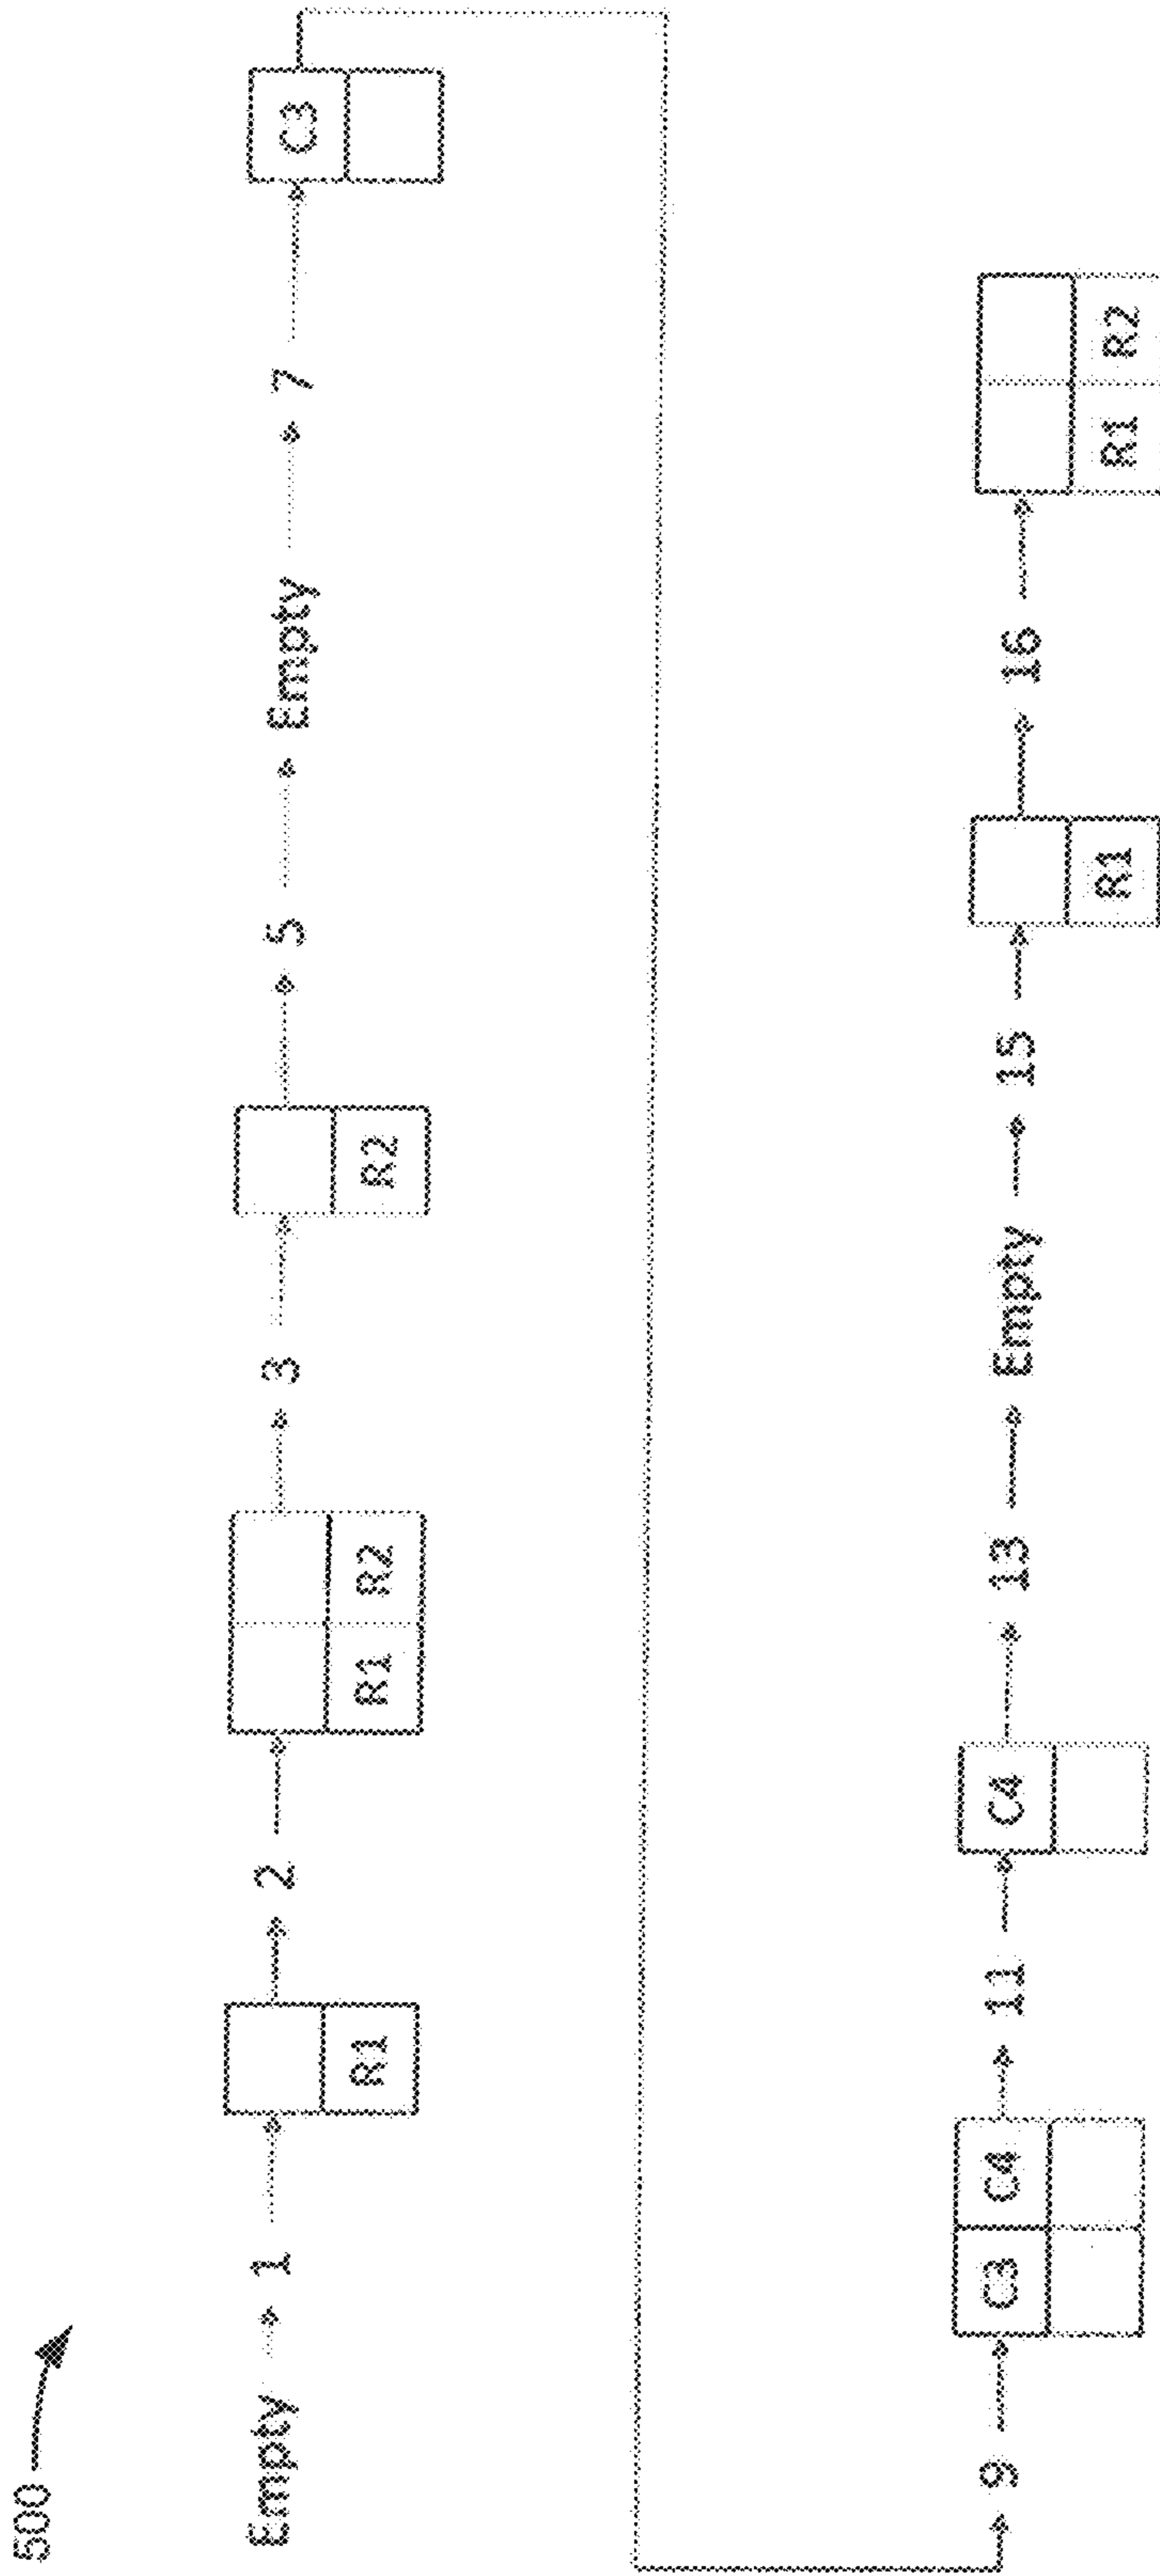 500
Empty 1 2 3 5 Empty 7
R1 R1 R2 R2 C3
9 11 13 Empty 15 16
C3 C4 C4
R1 R1 R2